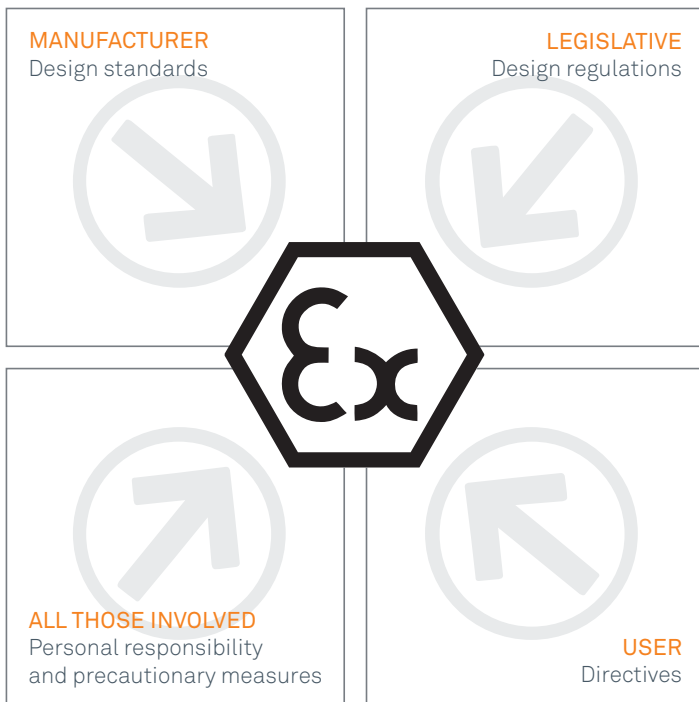 MANUFACTURER
Design standards
LEGISLATIVE
Design regulations
Ex
ALL THOSE INVOLVED
Personal responsibility
and precautionary measures
USER
Directives